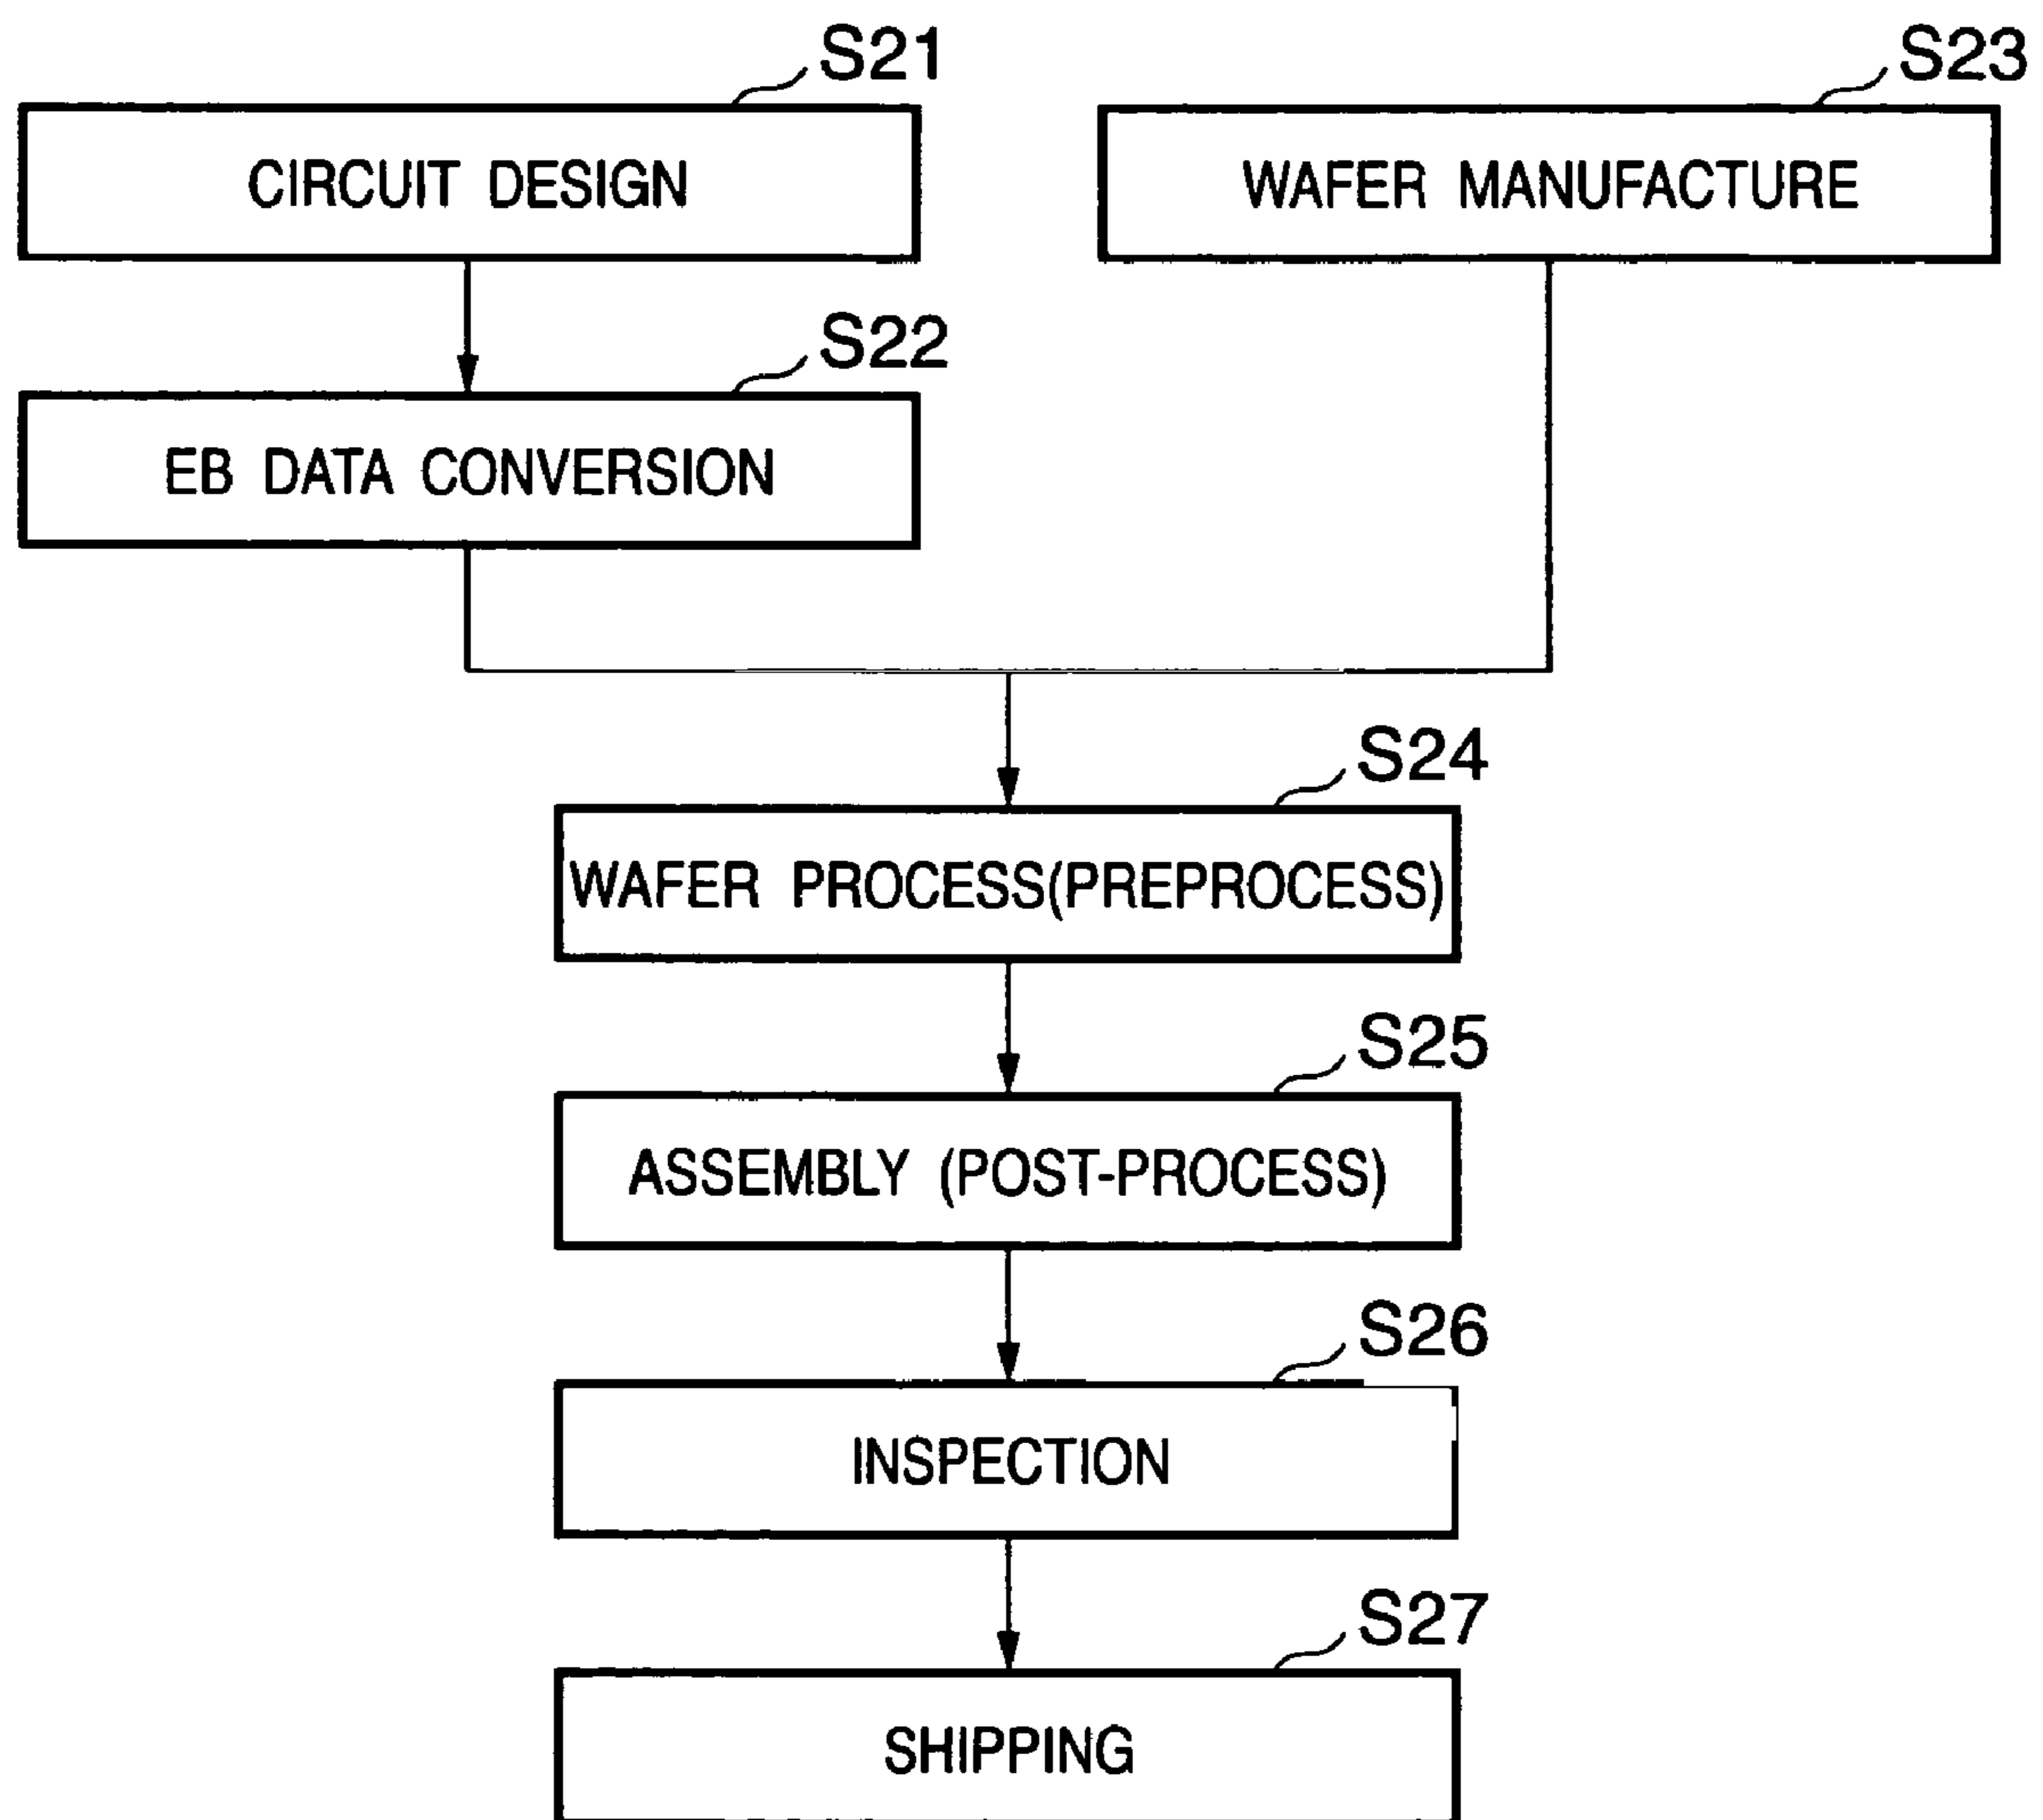 S21
S23
CIRCUIT DESIGN
WAFER MANUFACTURE
S22
EB DATA CONVERSION
S24
WAFER PROCESS(PREPROCESS)
S25
ASSEMBLY (POST-PROCESS)
S26
INSPECTION
S27
SHIPPING